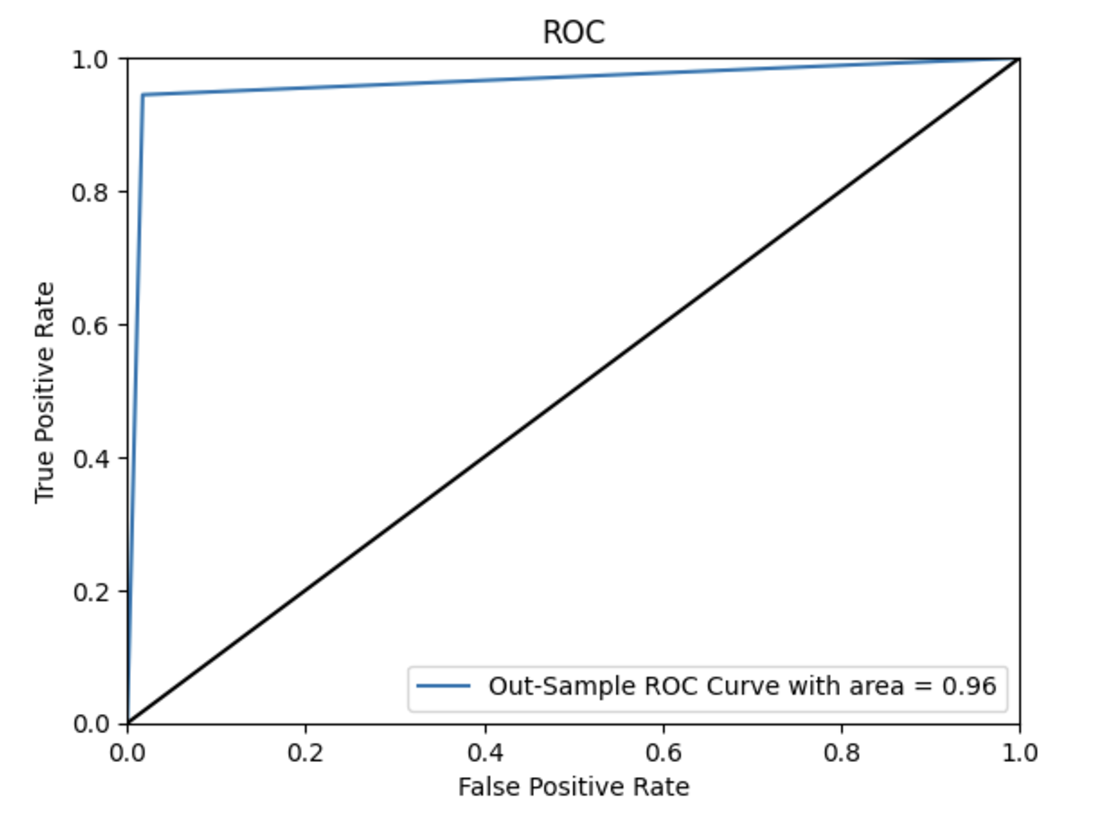 ROC
1.0
0.8
0.6
0.4
0.2
0.0
True Positive Rate
Out-Sample ROC Curve with area = 0.96
0.0 0.2 0.4 0.6 0.8 1.0
False Positive Rate